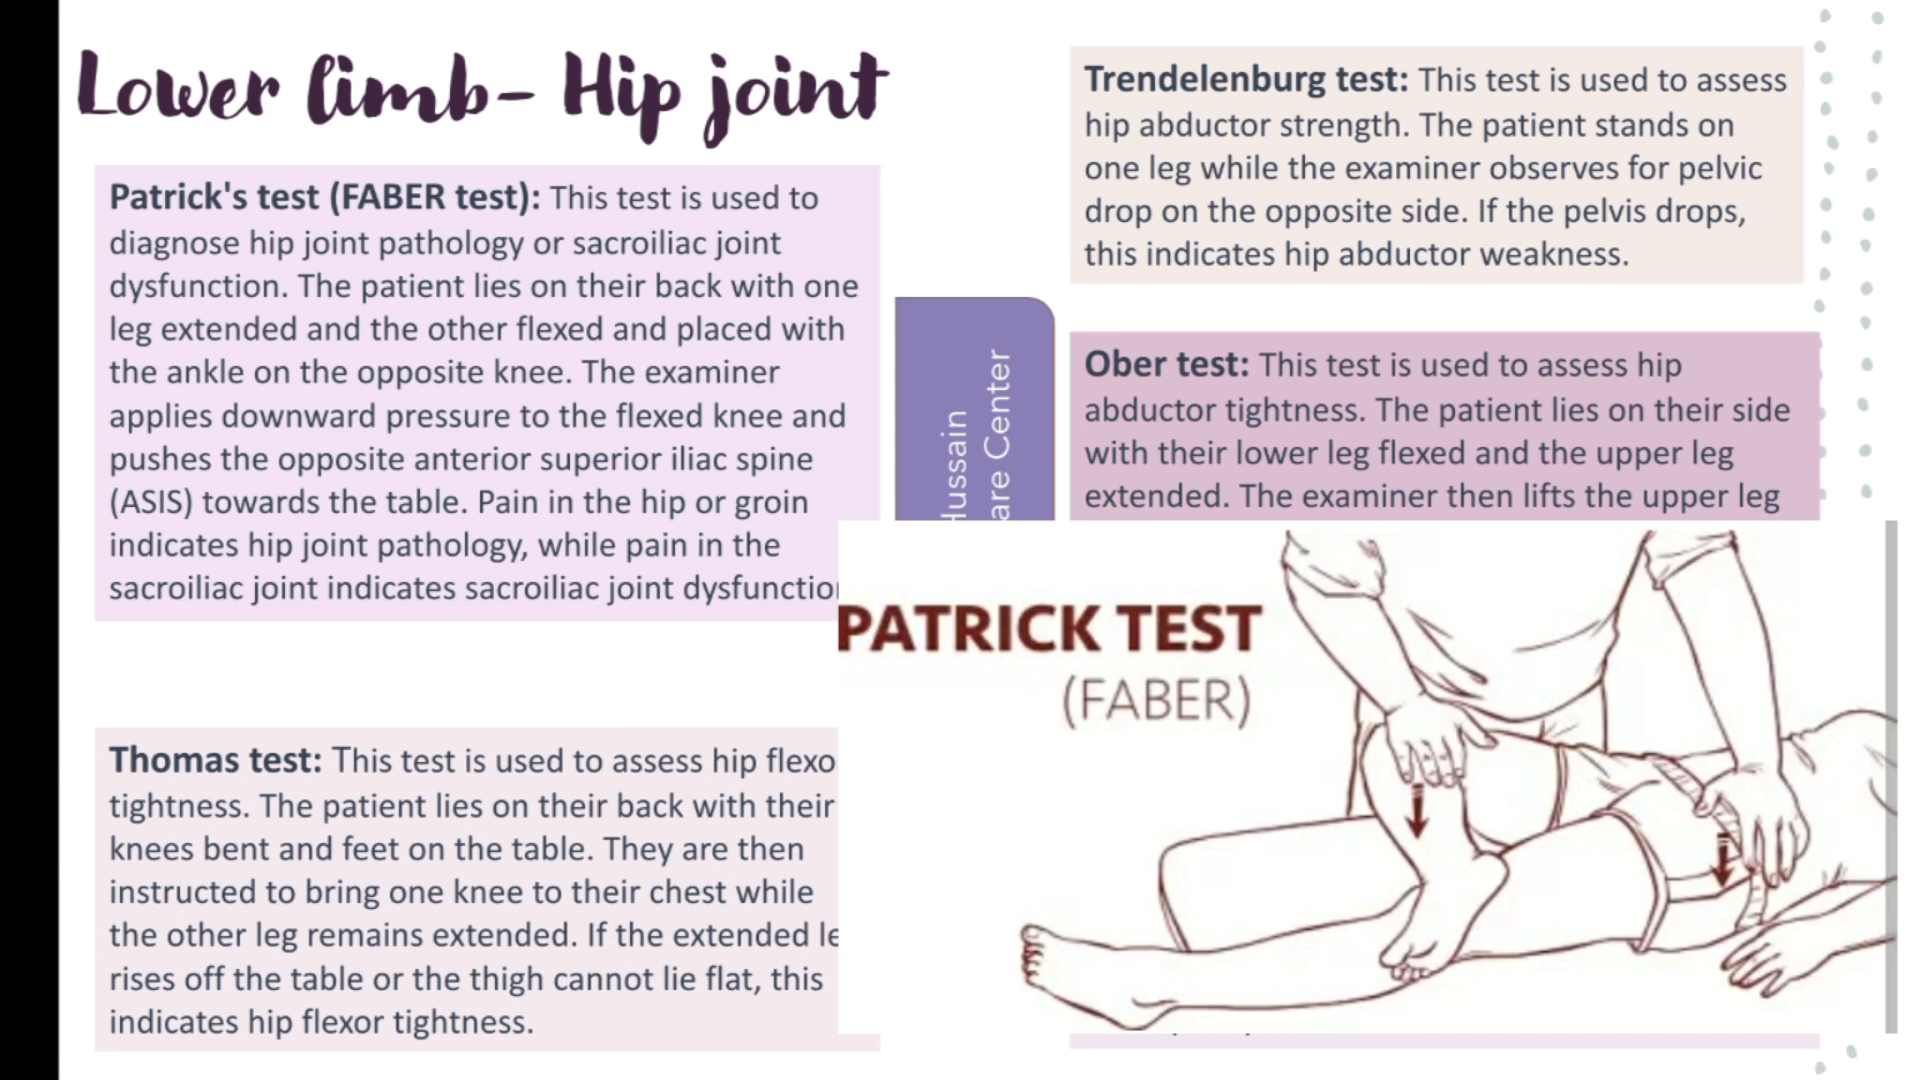 Lower limb- Hip joint
Patrick's test (FABER test): This test is used to
diagnose hip joint pathology or sacroiliac joint
dysfunction. The patient lies on their back with one
leg extended and the other flexed and placed with
the ankle on the opposite knee. The examiner
applies downward pressure to the flexed knee and
pushes the opposite anterior superior iliac spine
(ASIS) towards the table. Pain in the hip or groin
indicates hip joint pathology, while pain in the
sacroiliac joint indicates sacroiliac joint
Thomas test: This test is used to assess hip
tightness. The patient lies on their back with their
knees bent and feet on the table. They are then
instructed to bring one knee to their chest while
the other leg remains extended. If the extended
rises off the table or the thigh cannot lie flat, this
indicates hip flexor tightness.
Hussain
Center
Trendelenburg test: This test is used to assess
hip abductor strength. The patient stands on
one leg while the examiner observes for pelvic
drop on the opposite side. If the pelvis drops,
this indicates hip abductor weakness.
Ober test: This test is used to assess hip
abductor tightness. The patient lies on their side
with their lower leg flexed and the upper leg
extended. The examiner then lifts the upper leg
PATRICK TEST
(FABER)